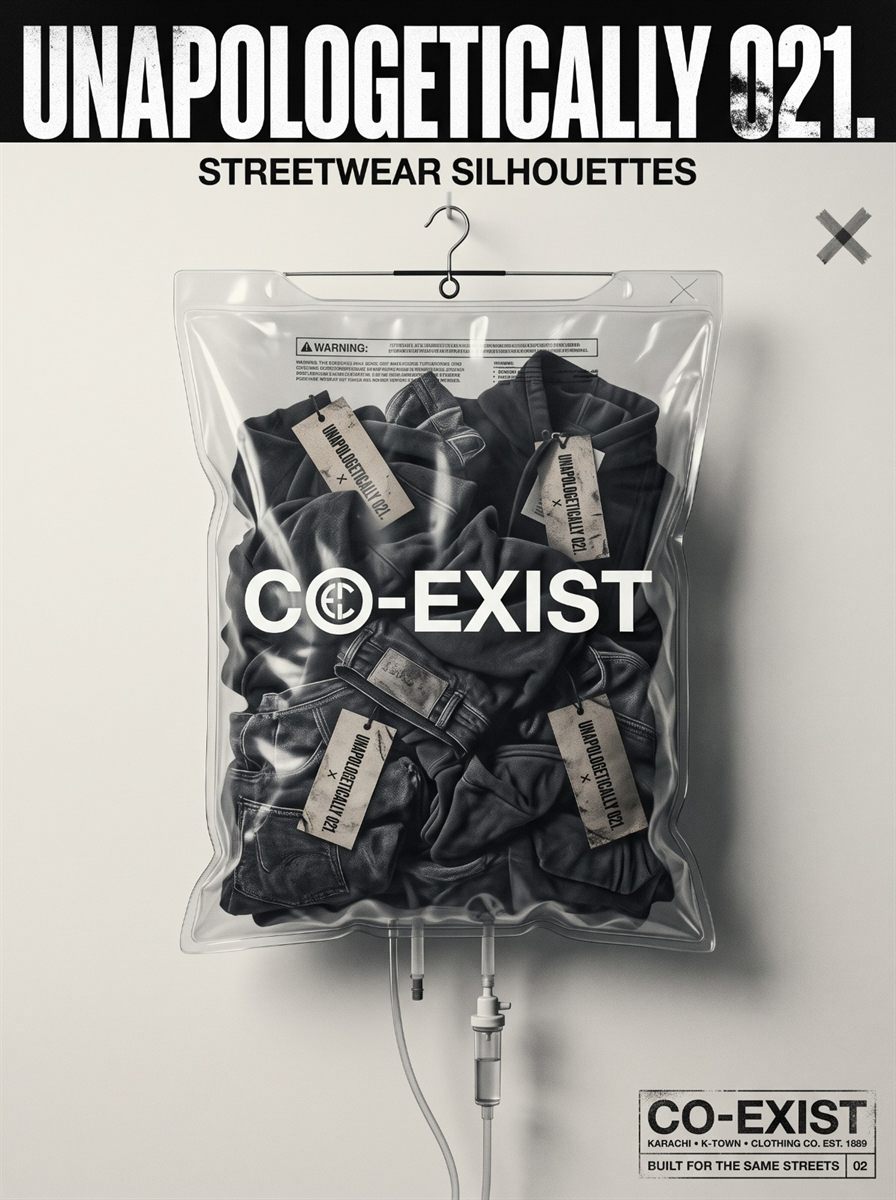 UNAPOLOGETICALLY 021.
STREETWEAR SILHOUETTES
WARNING:
UNAPOLOGETICALLY 021.
×
UNAPOLOGETICALLY 021.
×
CO-EXIST
UNAPOLOGETICALLY 021.
×
UNAPOLOGETICALLY 021.
×
CO-EXIST
KARACHI • K-TOWN • CLOTHING CO. EST. 1889
BUILT FOR THE SAME STREETS 02